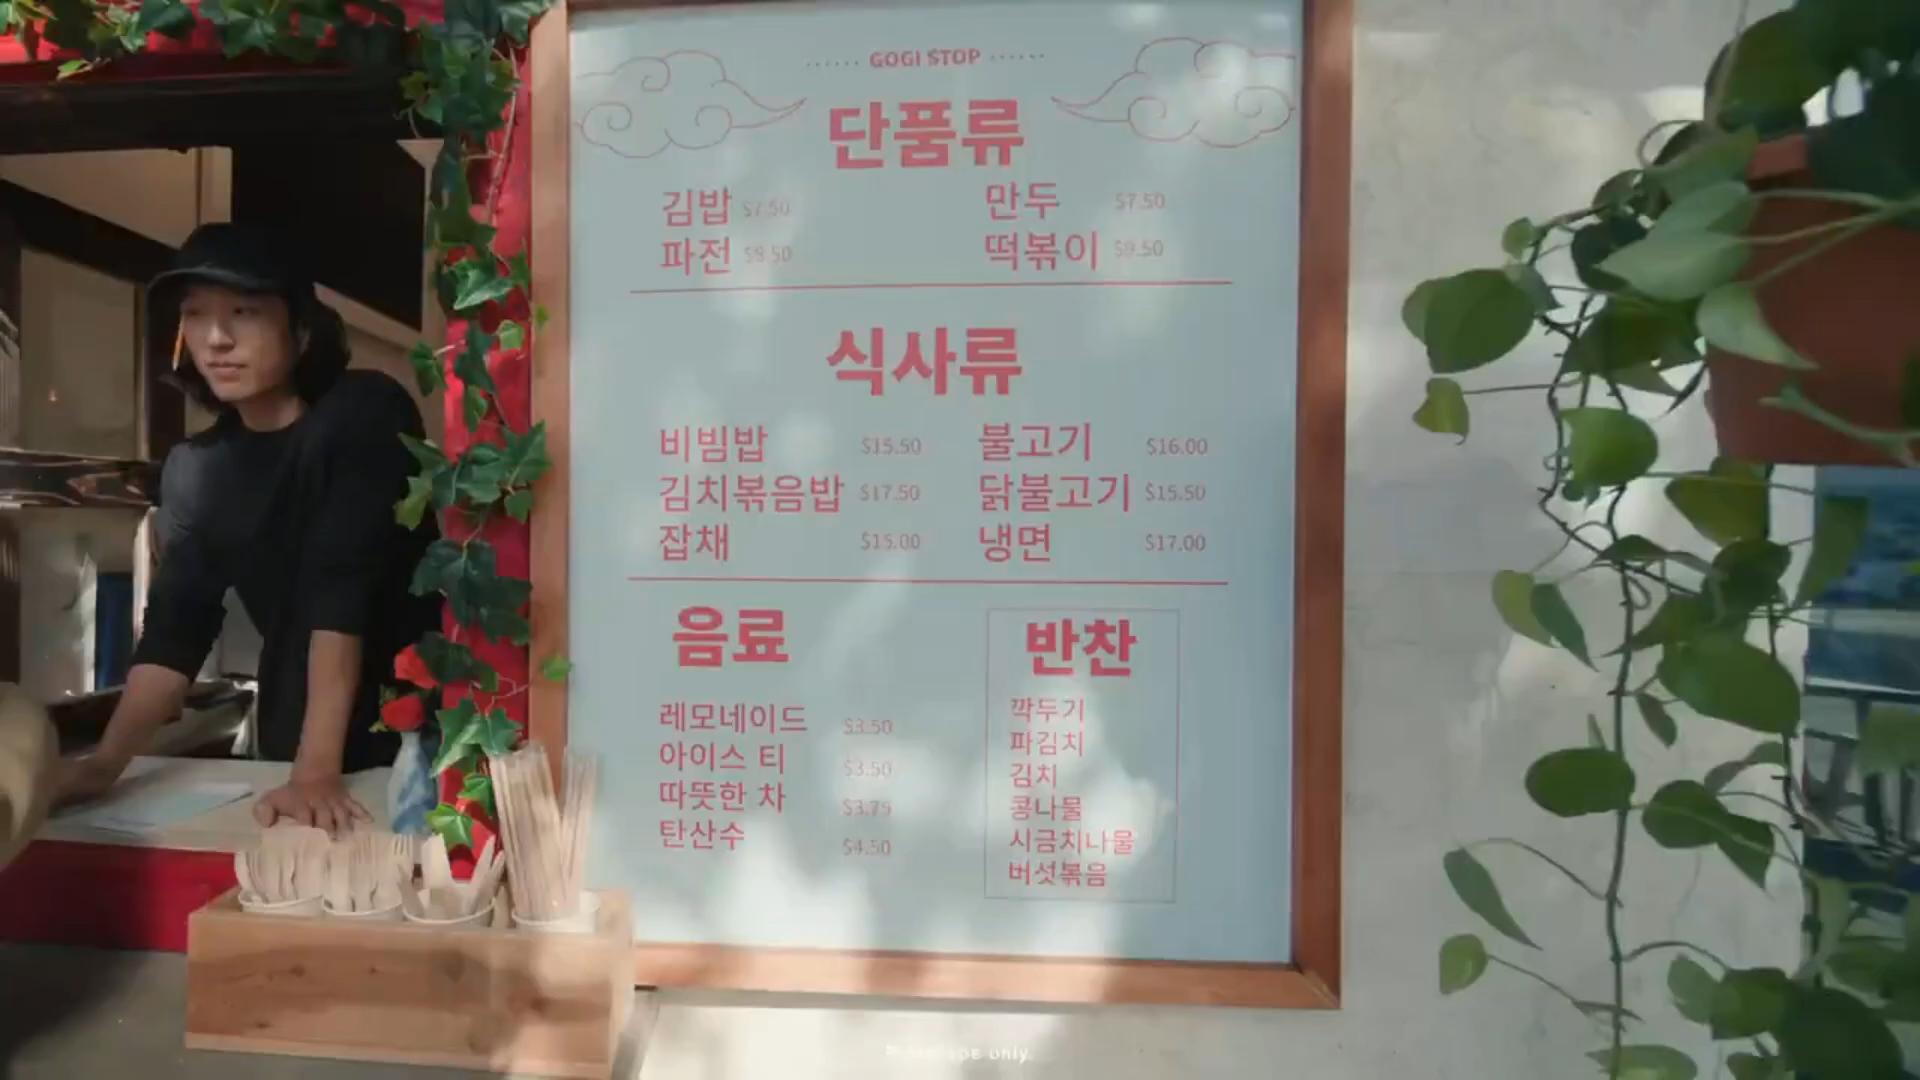 GOGI STOP
단품류
김밥 $7.50 만두 $7.50
파전 $9.50 떡볶이 $9.50
식사류
비빔밥 $15.50 불고기 $16.00
김치볶음밥 $17.50 닭불고기 $15.50
잡채 $15.00 냉면 $17.00
음료
레모네이드 $3.50
아이스 티 $3.50
따뜻한 차 $3.75
탄산수 $4.50
반찬
깍두기
파김치
김치
콩나물
시금치나물
버섯볶음
only.